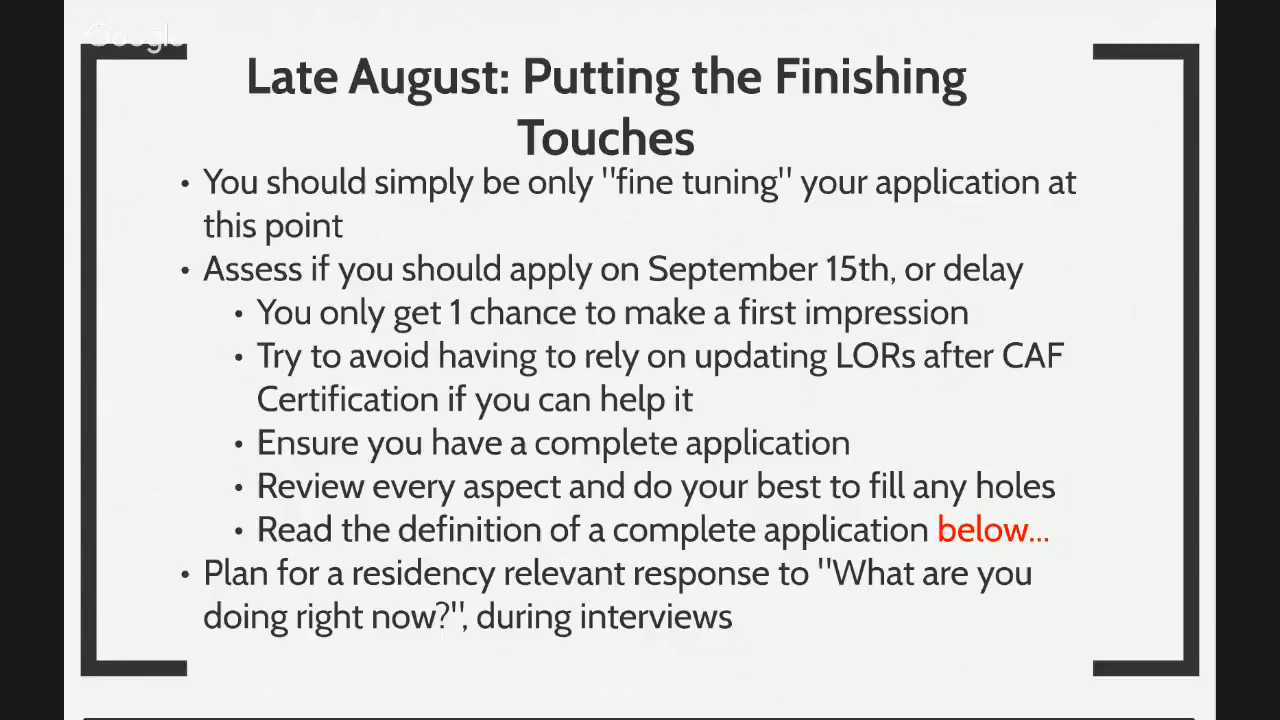 Google
Late August: Putting the Finishing
Touches
• You should simply be only "fine tuning" your application at
this point
• Assess if you should apply on September 15th, or delay
• You only get 1 chance to make a first impression
• Try to avoid having to rely on updating LORs after CAF
Certification if you can help it
• Ensure you have a complete application
• Review every aspect and do your best to fill any holes
• Read the definition of a complete application below...
• Plan for a residency relevant response to "What are you
doing right now?", during interviews